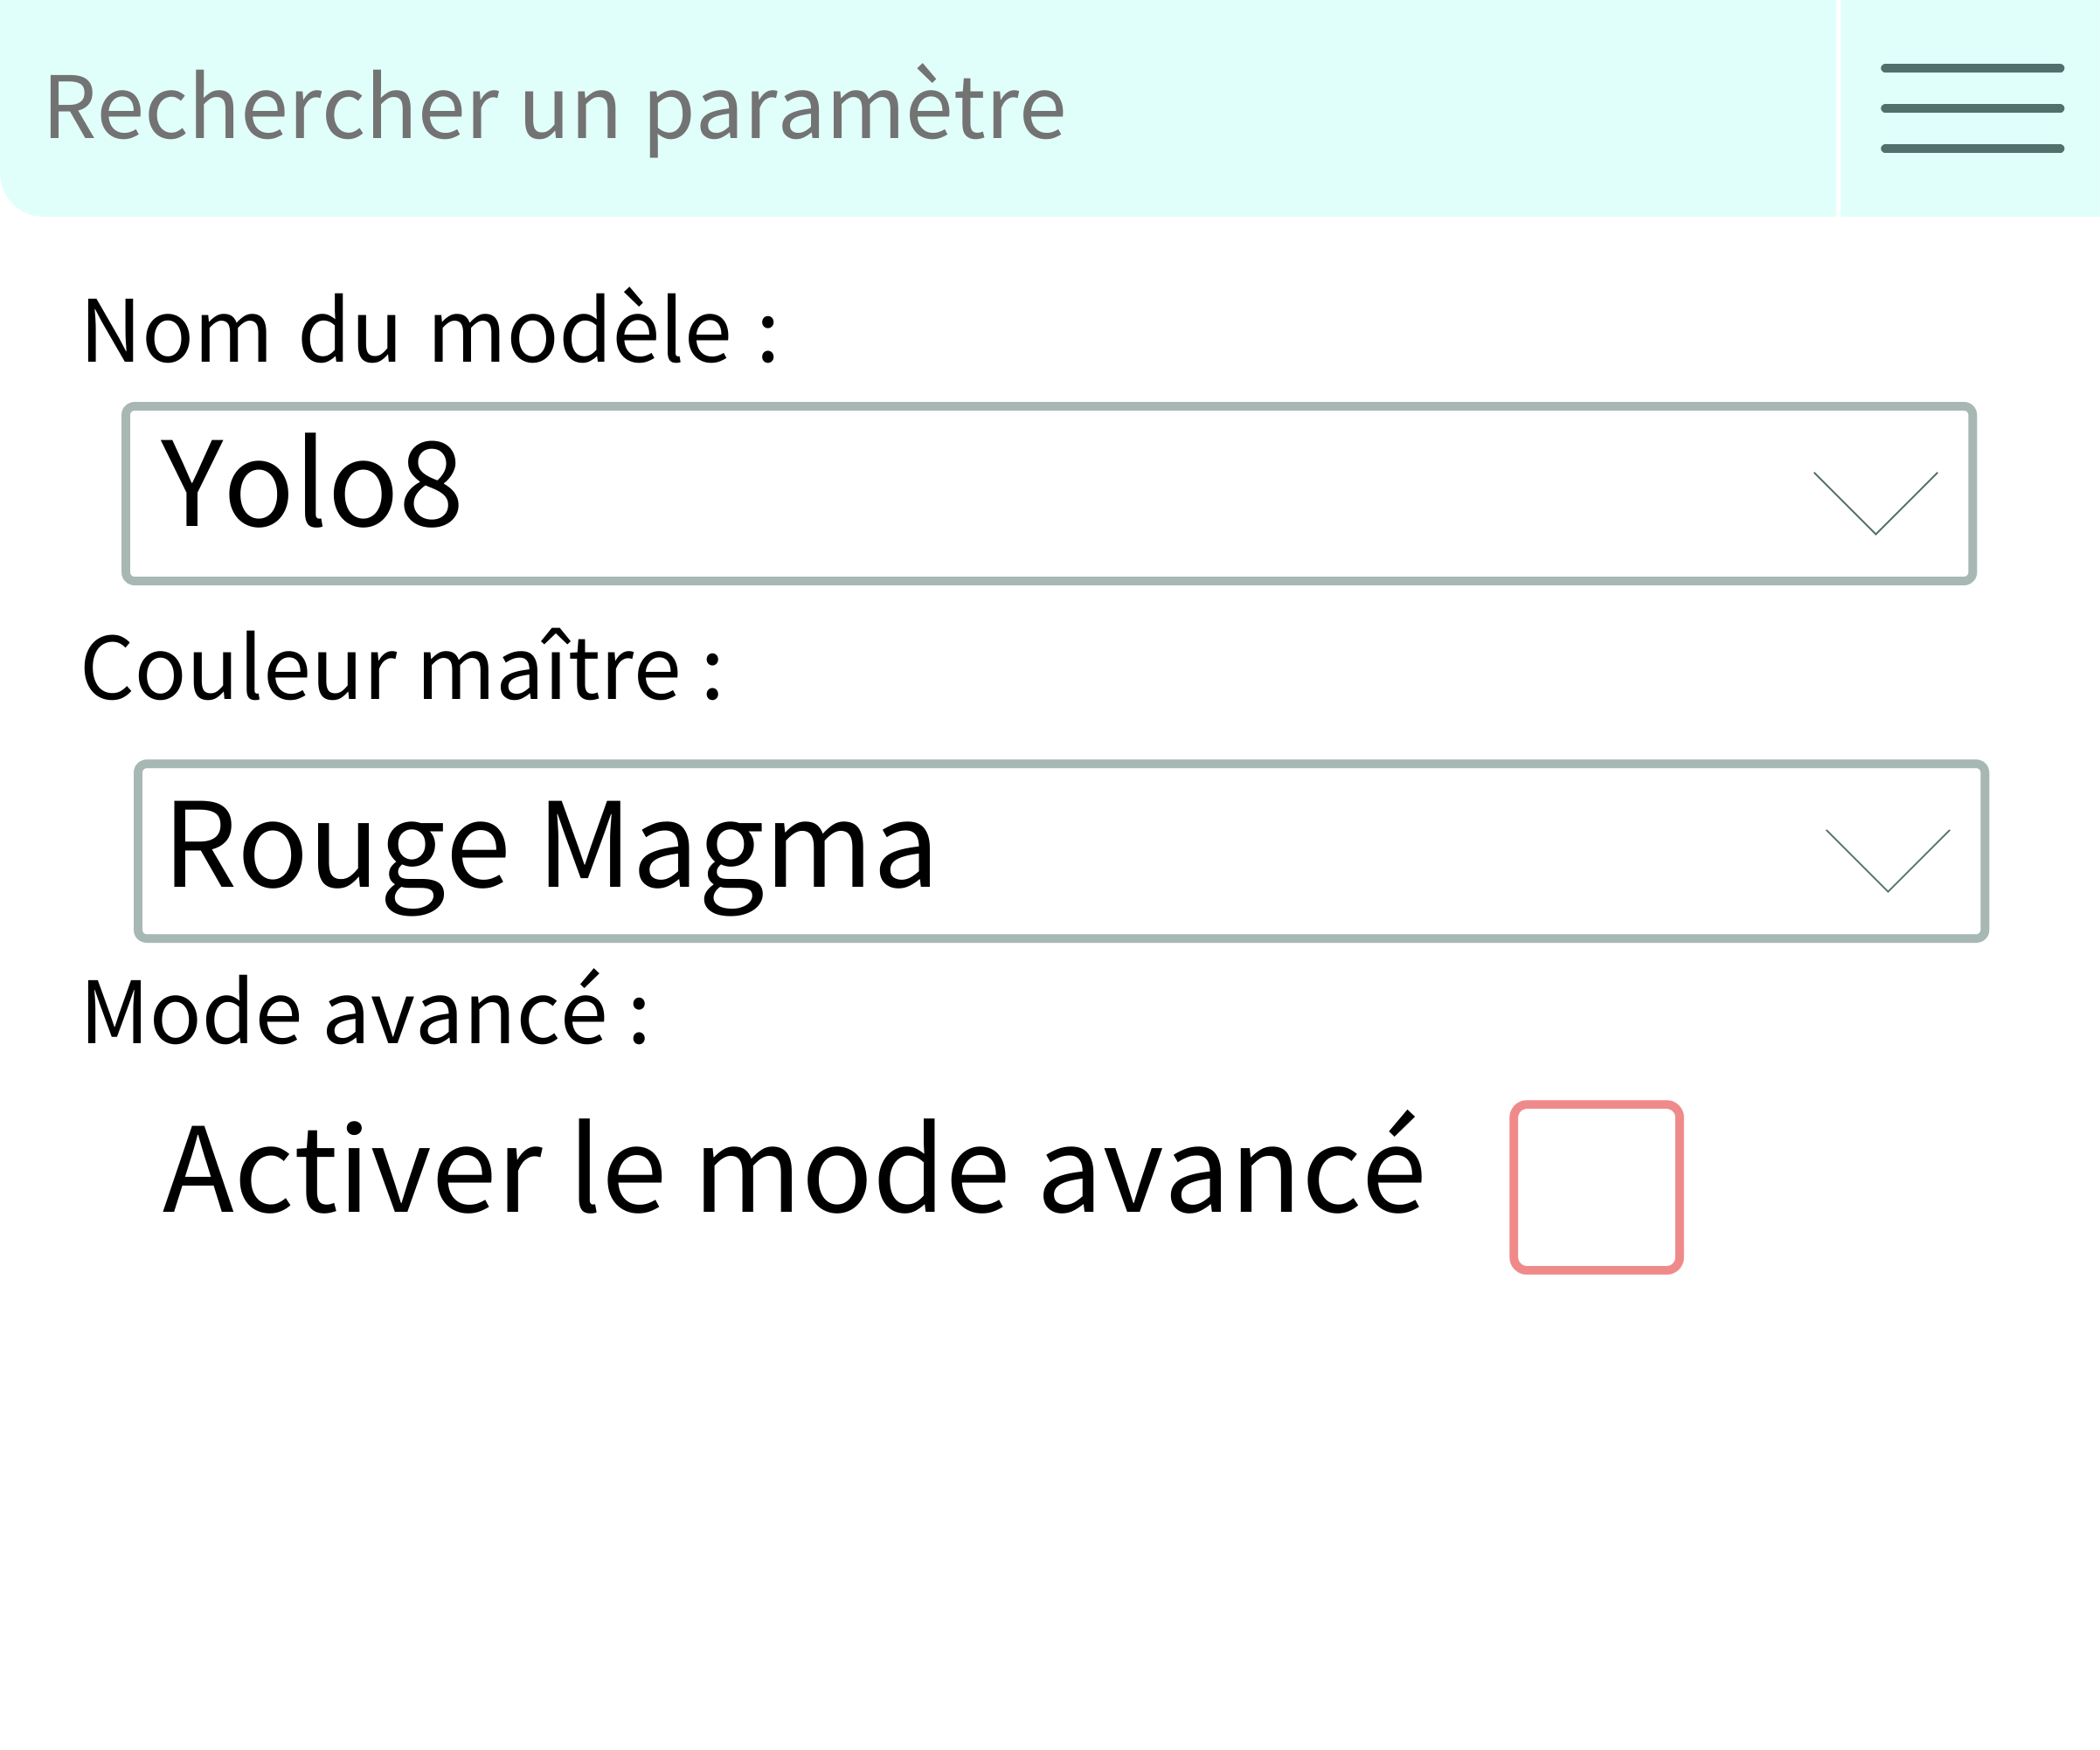 Rechercher un paramètre
Nom du modèle :
Yolo8
Couleur maître :
Rouge Magma
Mode avancé :
Activer le mode avancé